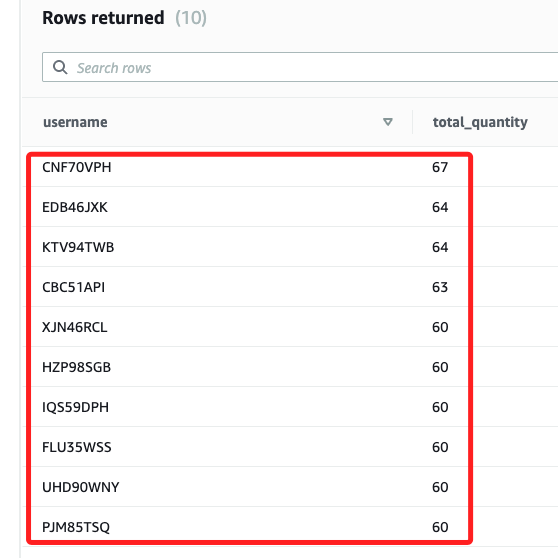 Rows returned (10)
Search rows
username total_quantity
CNF70VPH 67
EDB46JXK 64
KTV94TWB 64
CBC51API 63
XJN46RCL 60
HZP98SGB 60
IQS59DPH 60
FLU35WSS 60
UHD90WNY 60
PJM85TSQ 60